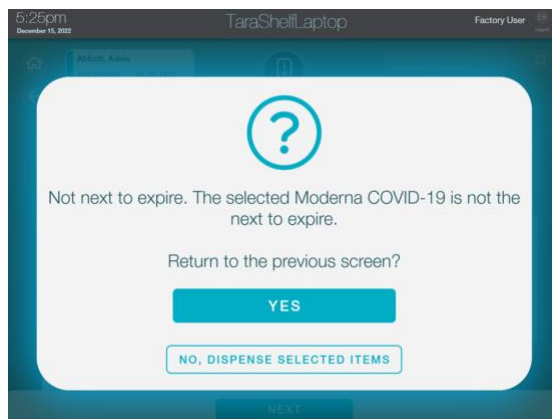 5:25pm
TaraShelfLaptop
Factory User
December 15, 2022
Abbott, Adele
Not next to expire. The selected Moderna COVID-19 is not the
next to expire.
Return to the previous screen?
YES
NO, DISPENSE SELECTED ITEMS
NEXT